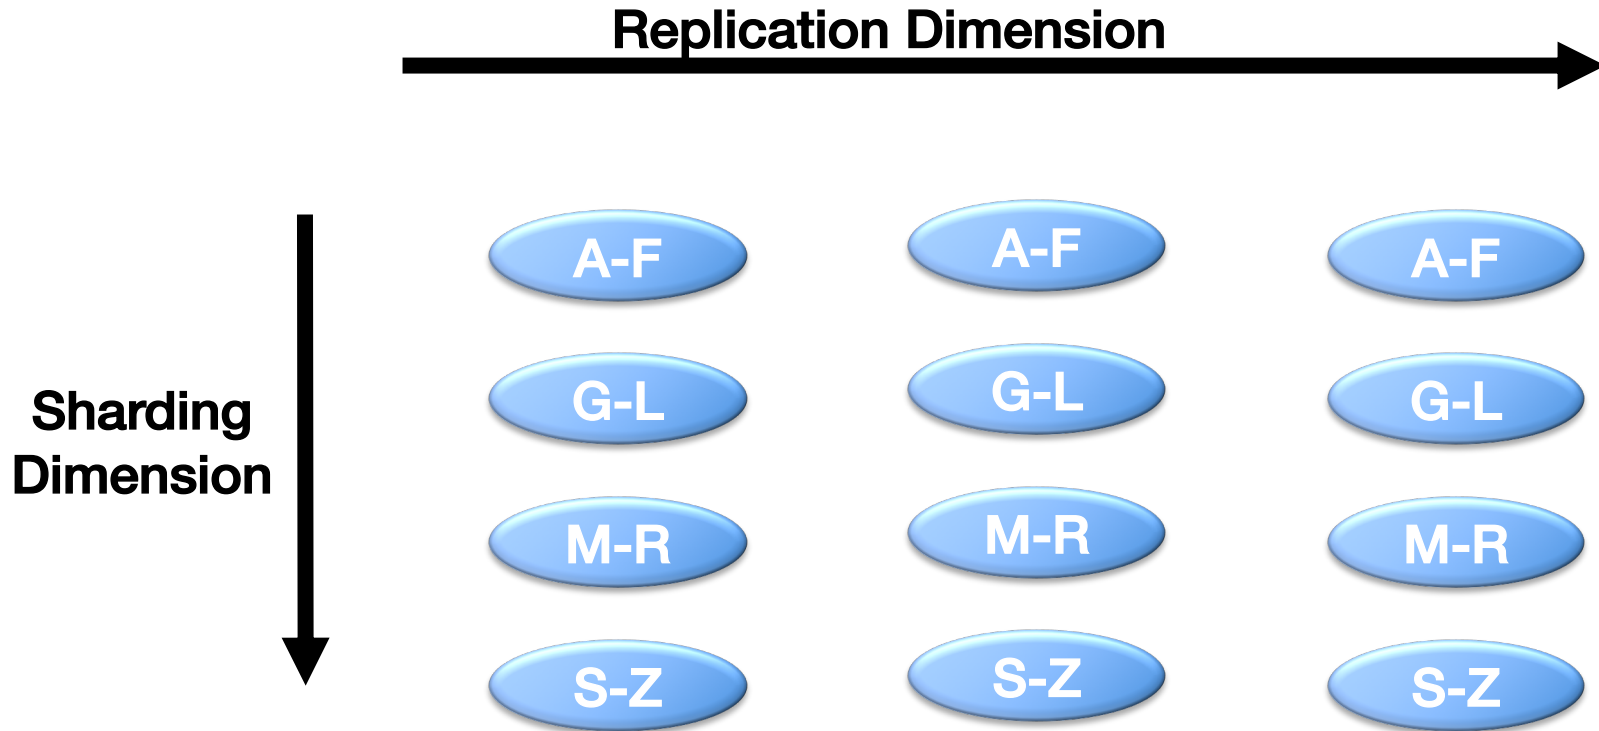 Replication Dimension
A-F A-F A-F
G-L G-L G-L
Sharding
Dimension
M-R M-R M-R
S-Z S-Z S-Z